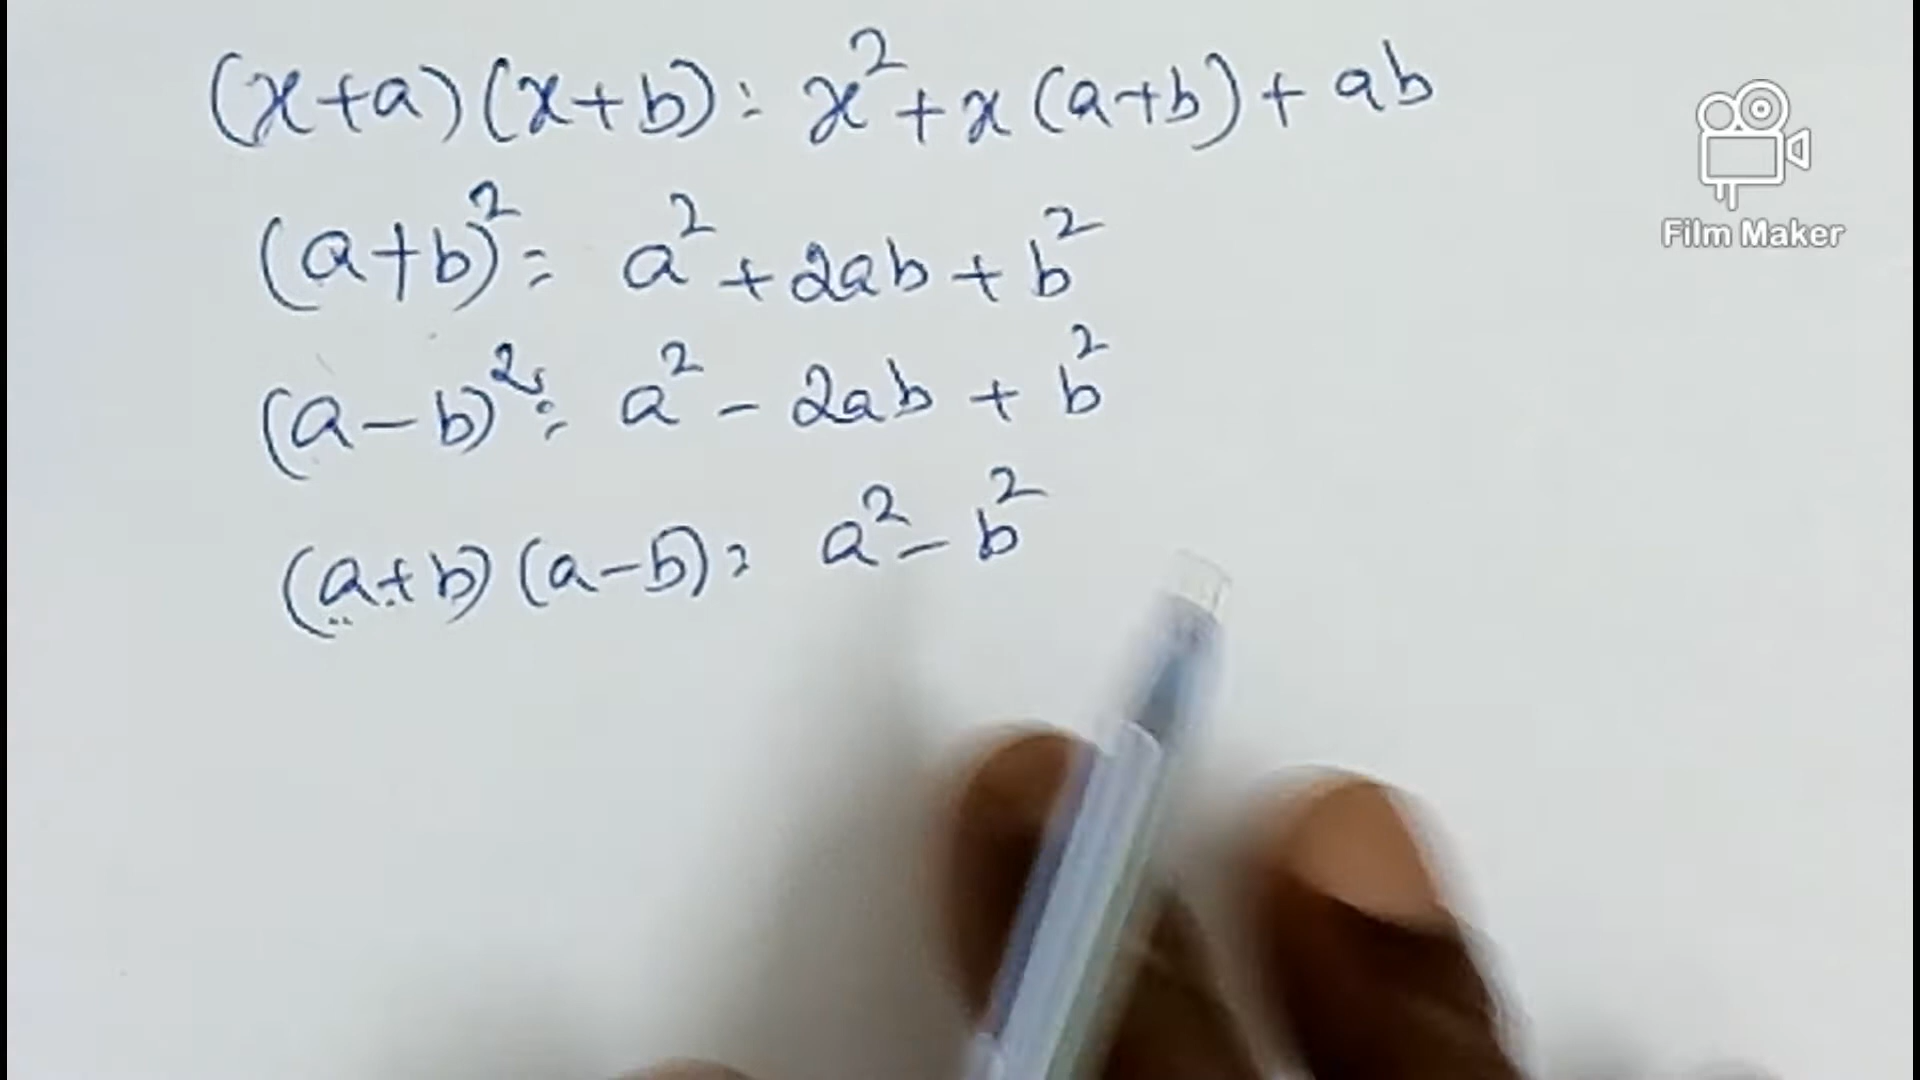 (x+a)(x+b) = x² + x(a+b) + ab
(a+b)² = a² + 2ab + b²
(a-b)² = a² - 2ab + b²
(a+b)(a-b) = a² - b²
Film Maker